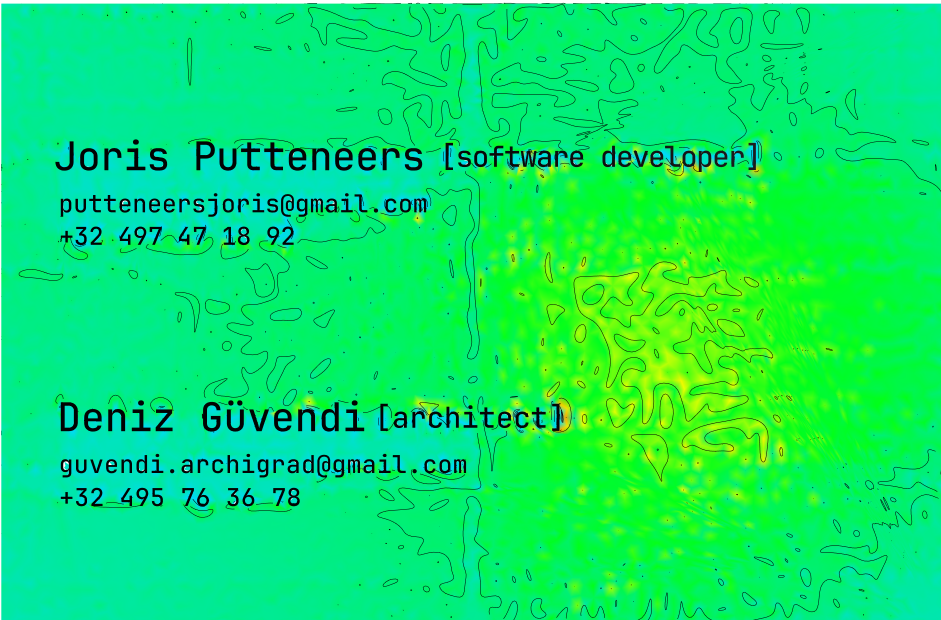 Joris Putteneers [software developer]
putteneersjoris@gmail.com
+32 497 47 18 92
Deniz Güvendi [architect]
guvendi.archigrad@gmail.com
+32 495 76 36 78